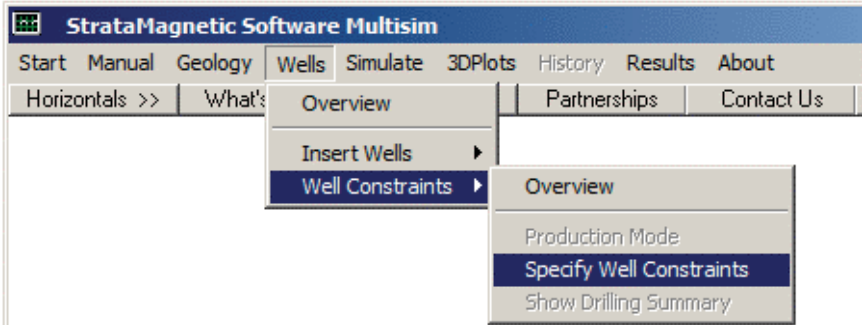 StrataMagnetic Software Multisim
Start Manual Geology Wells Simulate 3DPlots History Results About
Horizontals >> What's Partnerships Contact Us
Overview
Insert Wells
Well Constraints
Overview
Production Mode
Specify Well Constraints
Show Drilling Summary